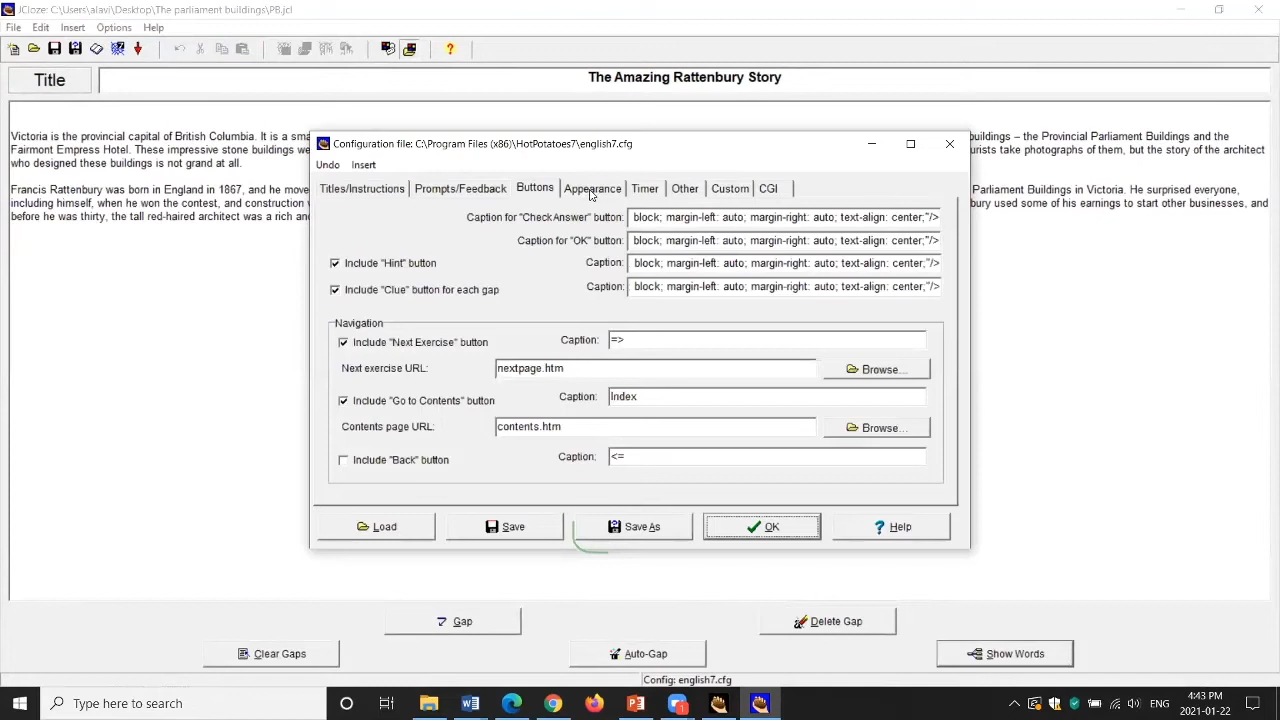 JCloze: C:\Users\alavi\Desktop\The parliament buildings\PB.jcl
File Edit Insert Options Help
Title
The Amazing Rattenbury Story
Victoria is the provincial capital of British Columbia. It is a sma
buildings – the Provincial Parliament Buildings and the
Fairmont Empress Hotel. These impressive stone buildings we
urists take photographs of them, but the story of the architect
who designed these buildings is not grand at all.
Francis Rattenbury was born in England in 1867, and he move
Parliament Buildings in Victoria. He surprised everyone,
including himself, when he won the contest, and construction
bury used some of his earnings to start other businesses, and
before he was thirty, the tall red-haired architect was a rich an
Configuration file: C:\Program Files (x86)\HotPotatoes7\english7.cfg
Undo Insert
Titles/Instructions Prompts/Feedback Buttons Appearance Timer Other Custom CGI
Caption for "Check Answer" button: block; margin-left: auto; margin-right: auto; text-align: center;"/>
Caption for "OK" button: block; margin-left: auto; margin-right: auto; text-align: center;"/>
Include "Hint" button Caption: block; margin-left: auto; margin-right: auto; text-align: center;"/>
Include "Clue" button for each gap Caption: block; margin-left: auto; margin-right: auto; text-align: center;"/>
Navigation
Include "Next Exercise" button Caption: =>
Next exercise URL: nextpage.htm Browse...
Include "Go to Contents" button Caption: Index
Contents page URL: contents.htm Browse...
Include "Back" button Caption: <=
Load Save Save As OK Help
Gap Delete Gap
Clear Gaps Auto-Gap Show Words
Config: english7.cfg
Type here to search
4:43 PM
2021-01-22